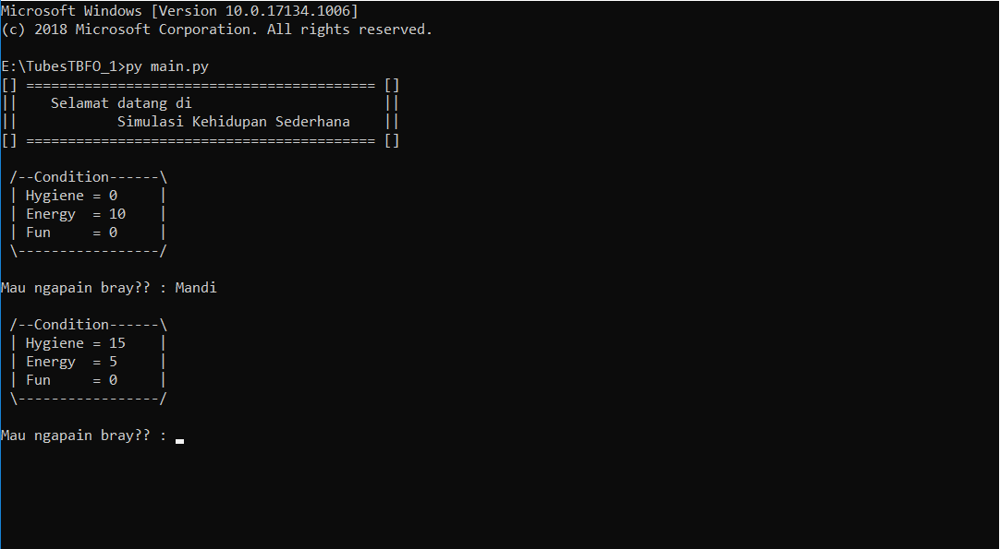 Microsoft Windows [Version 10.0.17134.1006]
(c) 2018 Microsoft Corporation. All rights reserved.
E:\TubesTBFO_1>py main.py
[] ========================================== []
||    Selamat datang di                       ||
||            Simulasi Kehidupan Sederhana    ||
[] ========================================== []
 /--Condition------\
 | Hygiene = 0     |
 | Energy  = 10    |
 | Fun     = 0     |
 \-----------------/
Mau ngapain bray?? : Mandi
 /--Condition------\
 | Hygiene = 15    |
 | Energy  = 5     |
 | Fun     = 0     |
 \-----------------/
Mau ngapain bray?? :